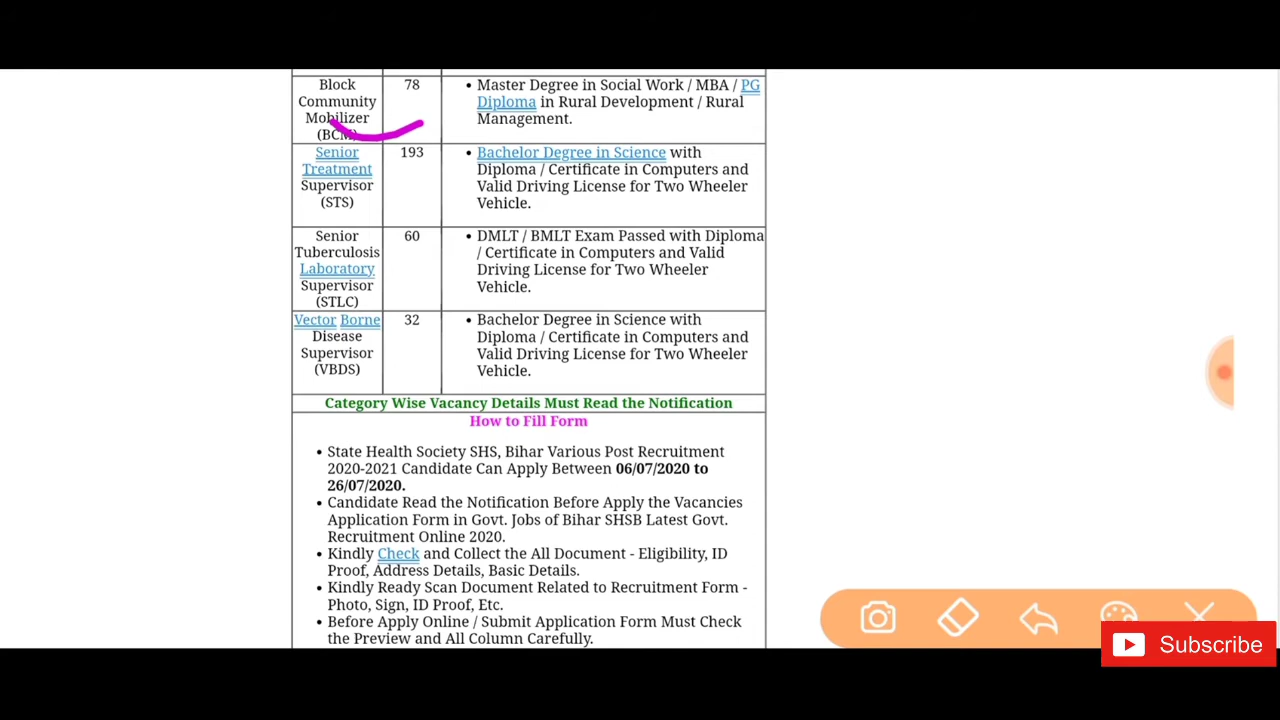 Block 78 • Master Degree in Social Work / MBA / PG
Community Diploma in Rural Development / Rural
Mobilizer Management.
(BCM)
Senior 193 • Bachelor Degree in Science with
Treatment Diploma / Certificate in Computers and
Supervisor Valid Driving License for Two Wheeler
(STS) Vehicle.
Senior 60 • DMLT / BMLT Exam Passed with Diploma
Tuberculosis / Certificate in Computers and Valid
Laboratory Driving License for Two Wheeler
Supervisor Vehicle.
(STLC)
Vector Borne 32 • Bachelor Degree in Science with
Disease Diploma / Certificate in Computers and
Supervisor Valid Driving License for Two Wheeler
(VBDS) Vehicle.
Category Wise Vacancy Details Must Read the Notification
How to Fill Form
• State Health Society SHS, Bihar Various Post Recruitment
2020-2021 Candidate Can Apply Between 06/07/2020 to
26/07/2020.
• Candidate Read the Notification Before Apply the Vacancies
Application Form in Govt. Jobs of Bihar SHSB Latest Govt.
Recruitment Online 2020.
• Kindly Check and Collect the All Document - Eligibility, ID
Proof, Address Details, Basic Details.
• Kindly Ready Scan Document Related to Recruitment Form -
Photo, Sign, ID Proof, Etc.
• Before Apply Online / Submit Application Form Must Check
the Preview and All Column Carefully.
Subscribe